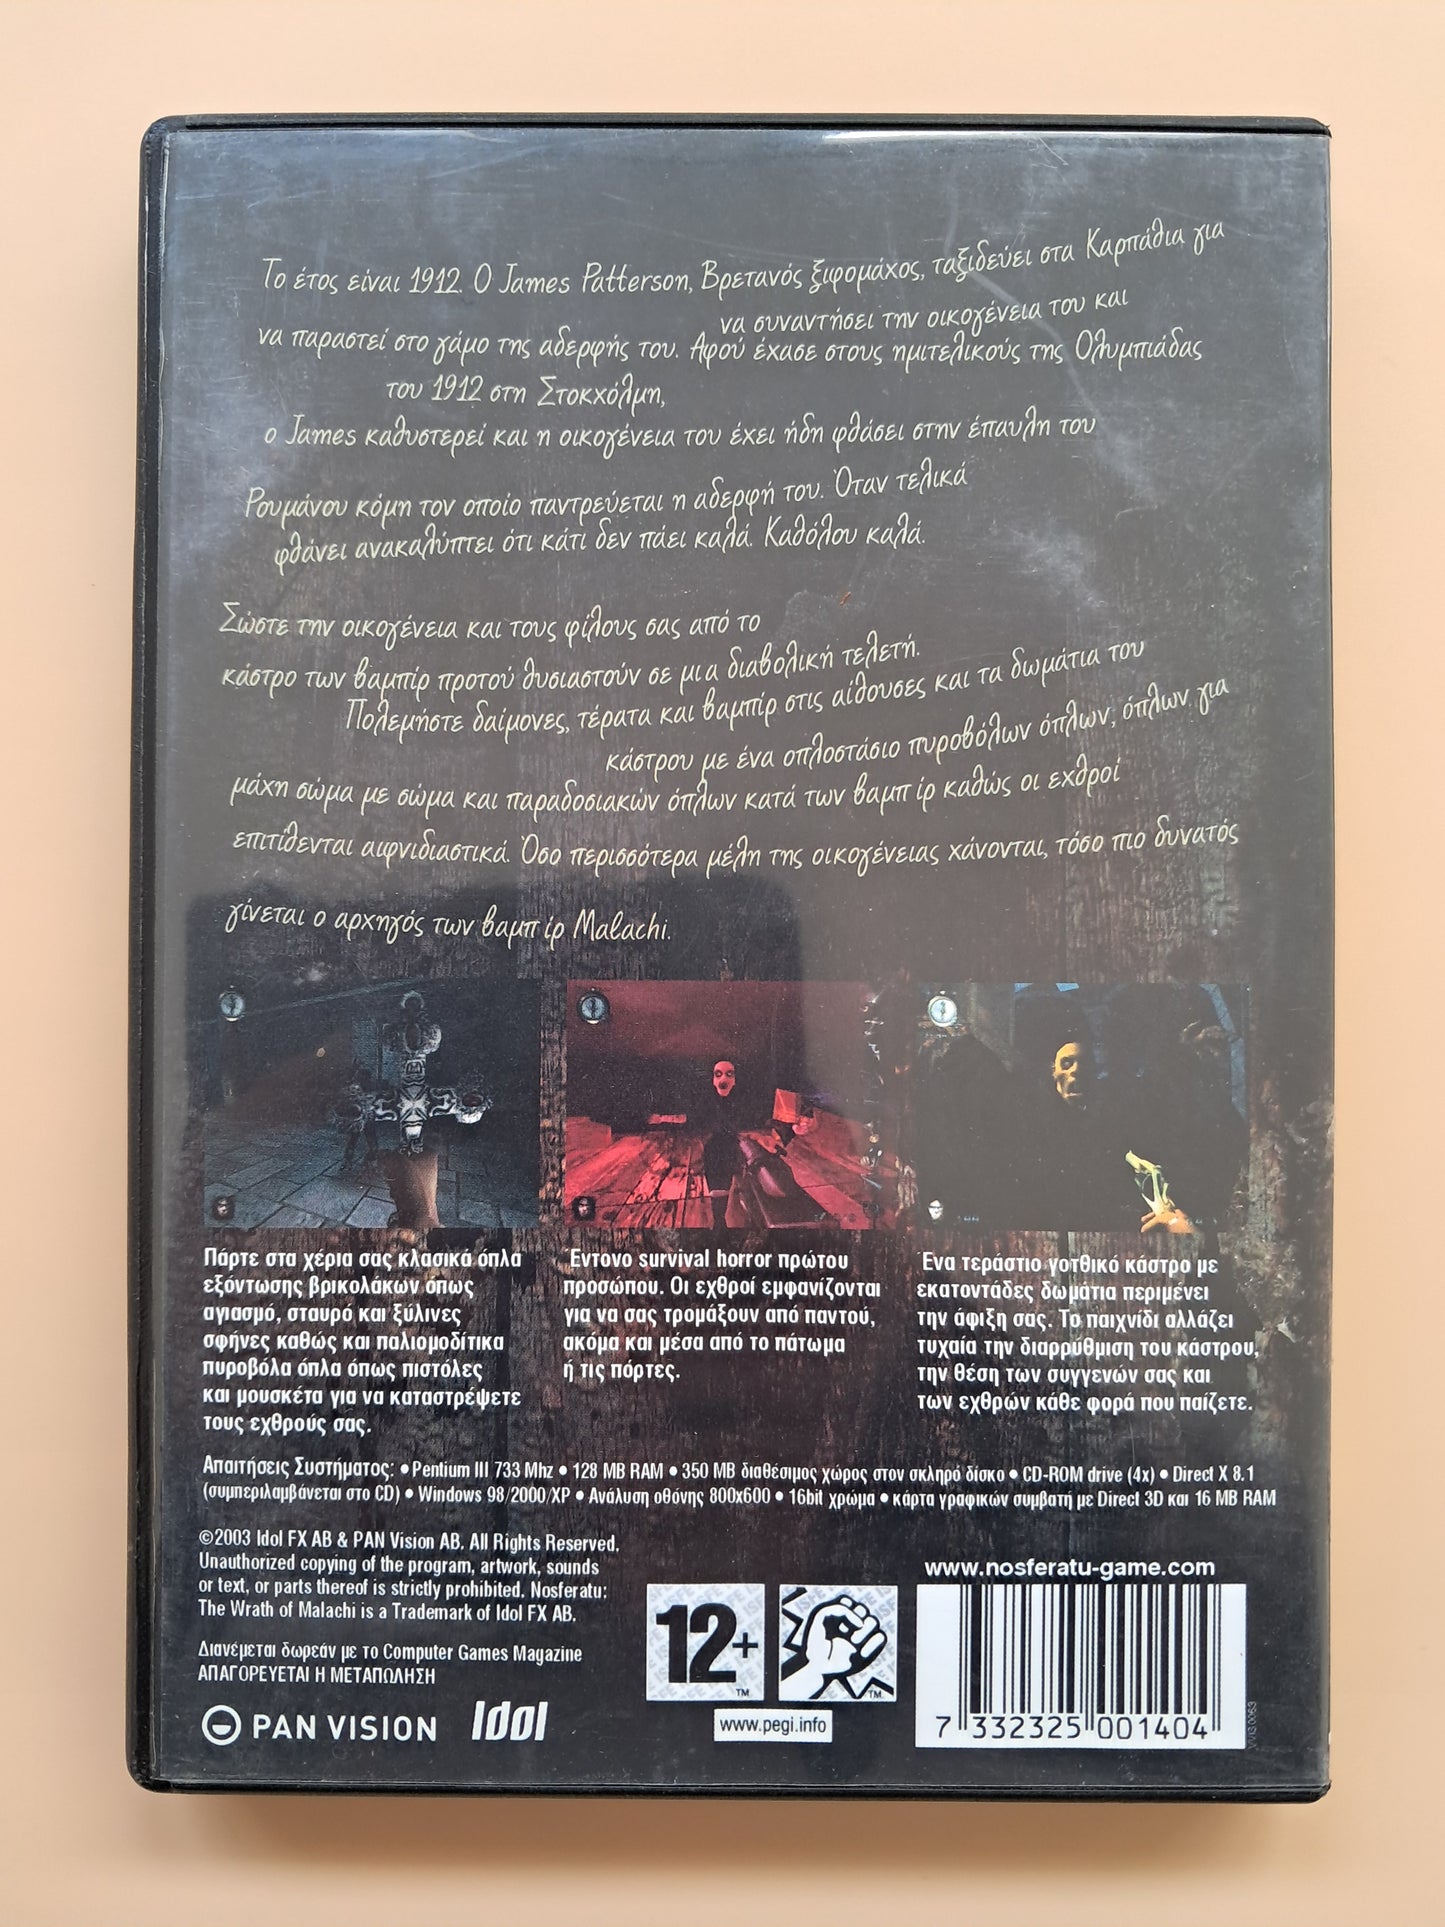 Το έτος είναι 1912. Ο James Patterson, Βρετανός ξιφομάχος, ταξιδεύει στα Καρπάθια για
να συναντήσει την οικογένεια του και
να παραστεί στο γάμο της αδερφής του. Αφού έχασε στους ημιτελικούς της Ολυμπιάδας
του 1912 στη Στοκχόλμη,
ο James καθυστερεί και η οικογένεια του έχει ήδη φθάσει στην έπαυλη του
Ρουμάνου κόμη τον οποίο παντρεύεται η αδερφή του. Όταν τελικά
φθάνει ανακαλύπτει ότι κάτι δεν πάει καλά. Καθόλου καλά.
Σώστε την οικογένεια και τους φίλους σας από το
κάστρο των βαμπίρ προτού θυσιαστούν σε μια διαβολική τελετή.
Πολεμήστε δαίμονες, τέρατα και βαμπίρ στις αίθουσες και τα δωμάτια του
κάστρου με ένα οπλοστάσιο πυροβόλων όπλων, όπλων για
μάχη σώμα με σώμα και παραδοσιακών όπλων κατά των βαμπίρ καθώς οι εχθροί
επιτίθενται αιφνιδιαστικά. Όσο περισσότερα μέλη της οικογένειας χάνονται, τόσο πιο δυνατός
γίνεται ο αρχηγός των βαμπίρ Malachi.
Πάρτε στα χέρια σας κλασικά όπλα
εξόντωσης βρικολάκων όπως
αγιασμό, σταυρό και ξύλινες
σφήνες καθώς και παλιομοδίτικα
πυροβόλα όπλα όπως πιστόλες
και μουσκέτα για να καταστρέψετε
τους εχθρούς σας.
Έντονο survival horror πρώτου
προσώπου. Οι εχθροί εμφανίζονται
για να σας τρομάξουν από παντού,
ακόμα και μέσα από το πάτωμα
ή τις πόρτες.
Ένα τεράστιο γοτθικό κάστρο με
εκατοντάδες δωμάτια περιμένει
την άφιξη σας. Το παιχνίδι αλλάζει
τυχαία την διαρρύθμιση του κάστρου,
την θέση των συγγενών σας και
των εχθρών κάθε φορά που παίζετε.
Απαιτήσεις Συστήματος: • Pentium III 733 Mhz • 128 MB RAM • 350 MB διαθέσιμος χώρος στον σκληρό δίσκο • CD-ROM drive (4x) • Direct X 8.1
(συμπεριλαμβάνεται στο CD) • Windows 98/2000/XP • Ανάλυση οθόνης 800x600 • 16bit χρώμα • κάρτα γραφικών συμβατή με Direct 3D και 16 MB RAM
©2003 Idol FX AB & PAN Vision AB. All Rights Reserved.
Unauthorized copying of the program, artwork, sounds
or text, or parts thereof is strictly prohibited. Nosferatu:
The Wrath of Malachi is a Trademark of Idol FX AB.
Διανέμεται δωρεάν με το Computer Games Magazine
ΑΠΑΓΟΡΕΥΕΤΑΙ Η ΜΕΤΑΠΩΛΗΣΗ
PAN VISION
Idol
12+
TM
TM
www.pegi.info
www.nosferatu-game.com
7 332325 001404